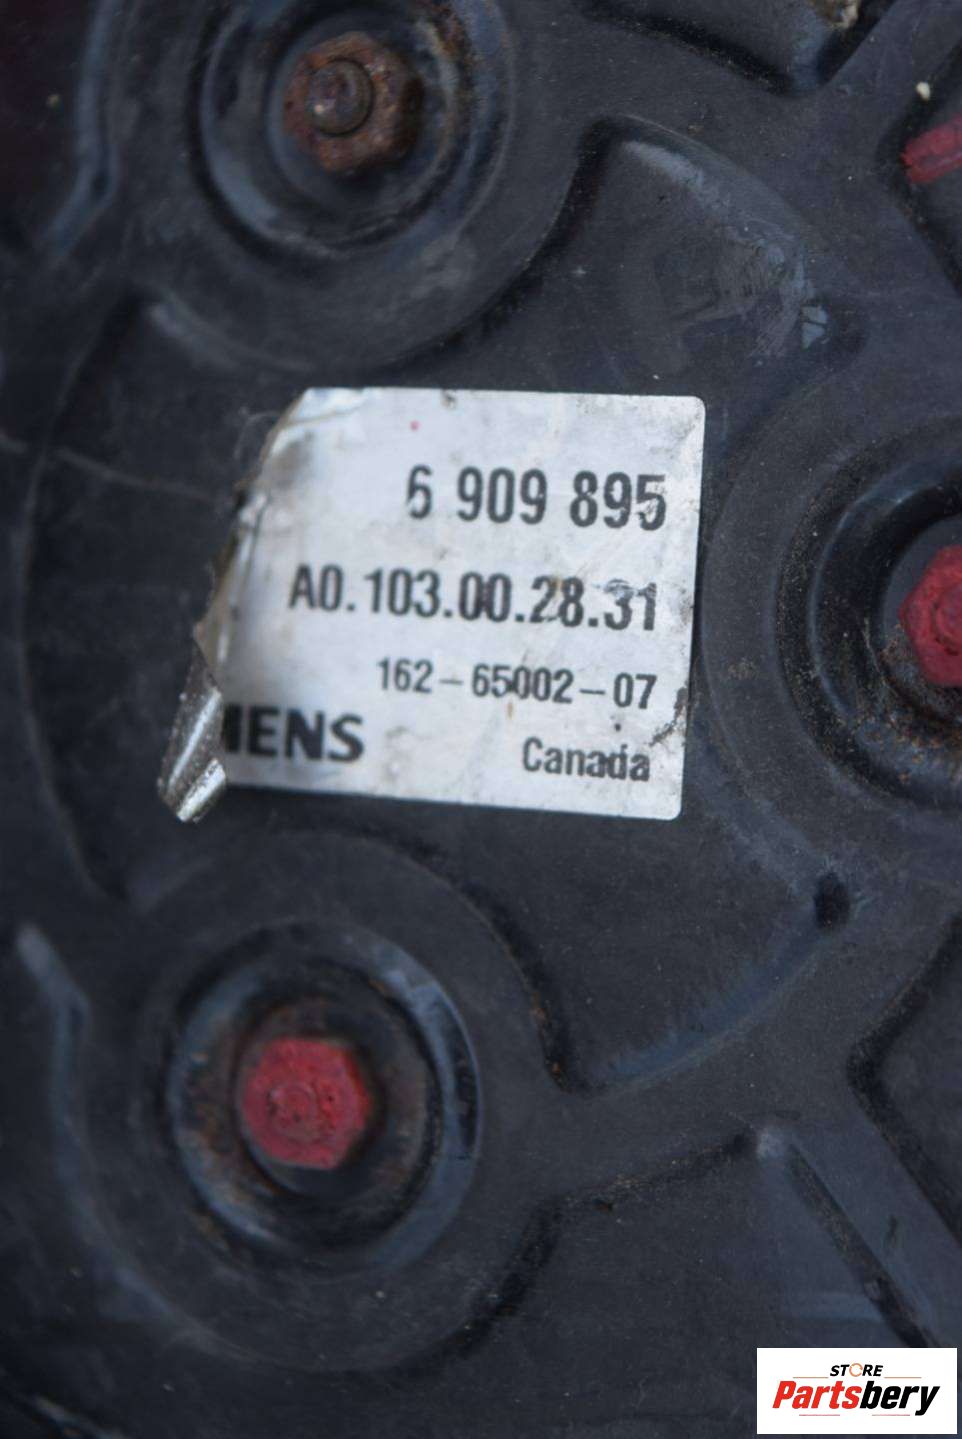 6 909 895
A0.103.00.28.31
162-65002-07
IENS
Canada
STORE
Partsbery